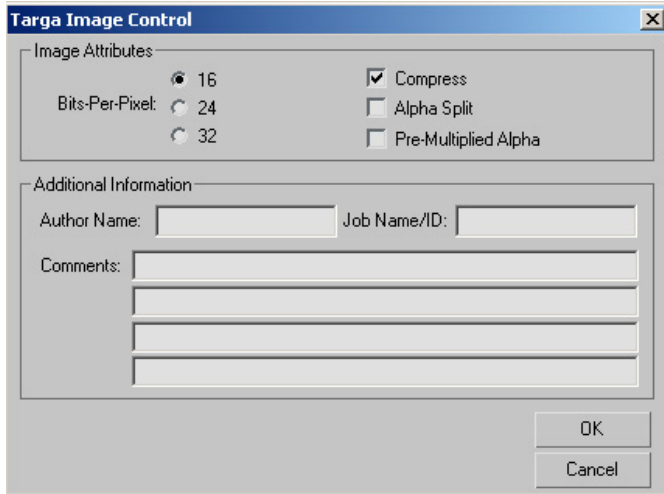 Targa Image Control
Image Attributes
Bits-Per-Pixel:
16
24
32
Compress
Alpha Split
Pre-Multiplied Alpha
Additional Information
Author Name:
Job Name/ID:
Comments:
OK
Cancel